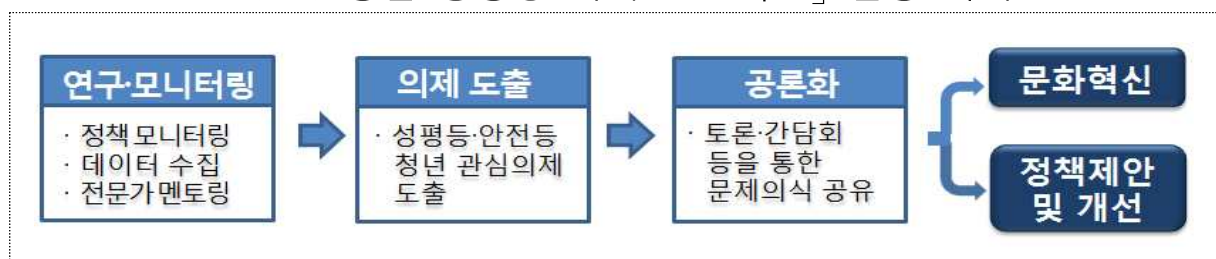 연구·모니터링
· 정책 모니터링
· 데이터 수집
· 전문가 멘토링
의제 도출
· 성평등·안전등
청년 관심의제
도출
공론화
· 토론·간담회
등을 통한
문제의식 공유
문화혁신
정책제안
및 개선